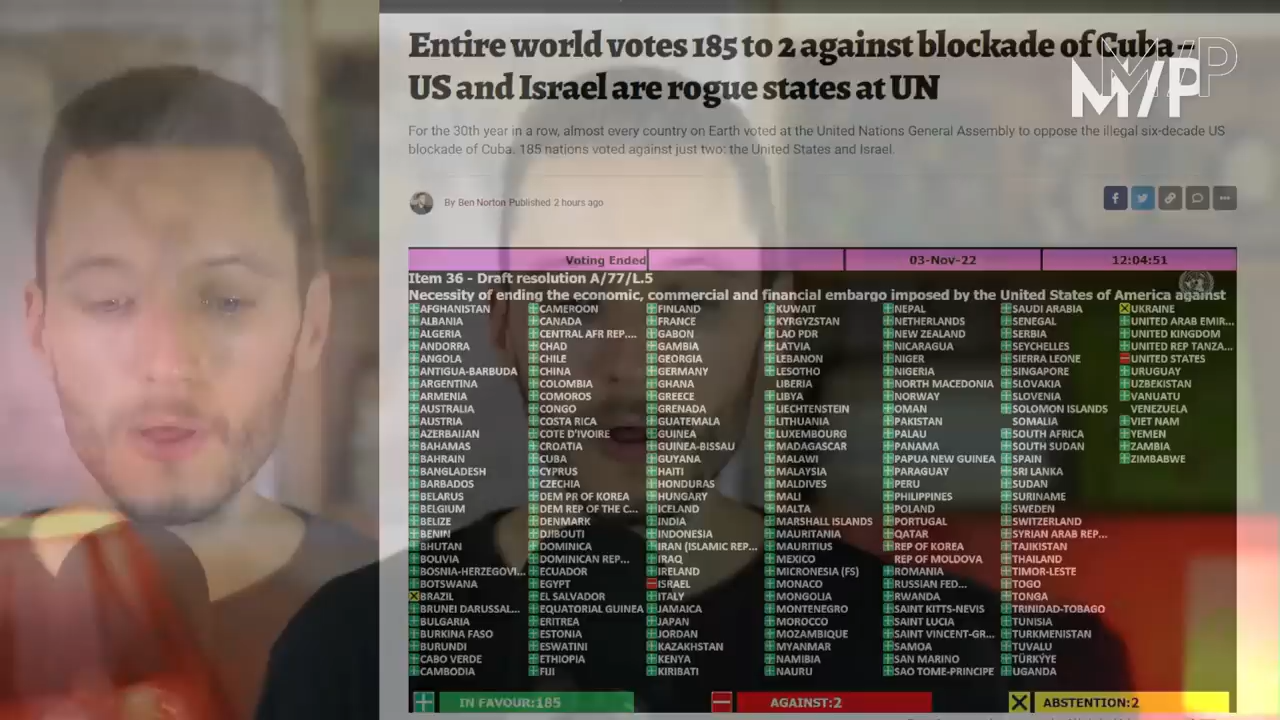 Entire world votes 185 to 2 against blockade of Cuba -
US and Israel are rogue states at UN
M/P
For the 30th year in a row, almost every country on Earth voted at the United Nations General Assembly to oppose the illegal six-decade US
blockade of Cuba. 185 nations voted against just two: the United States and Israel.
By Ben Norton Published 2 hours ago
Voting Ended 03-Nov-22 12:04:51
Item 36 - Draft resolution A/77/L.5
Necessity of ending the economic, commercial and financial embargo imposed by the United States of America against
AFGHANISTAN CAMEROON FINLAND KUWAIT NEPAL SAUDI ARABIA UKRAINE
ALBANIA CANADA FRANCE KYRGYZSTAN NETHERLANDS SENEGAL UNITED ARAB EMIR...
ALGERIA CENTRAL AFR REP.... GABON LAO PDR NEW ZEALAND SERBIA UNITED KINGDOM
ANDORRA CHAD GAMBIA LATVIA NICARAGUA SEYCHELLES UNITED REP TANZA...
ANGOLA CHILE GEORGIA LEBANON NIGER SIERRA LEONE UNITED STATES
ANTIGUA-BARBUDA CHINA GERMANY LESOTHO NIGERIA SINGAPORE URUGUAY
ARGENTINA COLOMBIA GHANA LIBERIA NORTH MACEDONIA SLOVAKIA UZBEKISTAN
ARMENIA COMOROS GREECE LIBYA NORWAY SLOVENIA VANUATU
AUSTRALIA CONGO GRENADA LIECHTENSTEIN OMAN SOLOMON ISLANDS VENEZUELA
AUSTRIA COSTA RICA GUATEMALA LITHUANIA PAKISTAN SOMALIA VIET NAM
AZERBAIJAN COTE D'IVOIRE GUINEA LUXEMBOURG PALAU SOUTH AFRICA YEMEN
BAHAMAS CROATIA GUINEA-BISSAU MADAGASCAR PANAMA SOUTH SUDAN ZAMBIA
BAHRAIN CUBA GUYANA MALAWI PAPUA NEW GUINEA SPAIN ZIMBABWE
BANGLADESH CYPRUS HAITI MALAYSIA PARAGUAY SRI LANKA
BARBADOS CZECHIA HONDURAS MALDIVES PERU SUDAN
BELARUS DEM PR OF KOREA HUNGARY MALI PHILIPPINES SURINAME
BELGIUM DEM REP OF THE C... ICELAND MALTA POLAND SWEDEN
BELIZE DENMARK INDIA MARSHALL ISLANDS PORTUGAL SWITZERLAND
BENIN DJIBOUTI INDONESIA MAURITANIA QATAR SYRIAN ARAB REP...
BHUTAN DOMINICA IRAN (ISLAMIC REP... MAURITIUS REP OF KOREA TAJIKISTAN
BOLIVIA DOMINICAN REP... IRAQ MEXICO REP OF MOLDOVA THAILAND
BOSNIA-HERZEGOVI... ECUADOR IRELAND MICRONESIA (FS) ROMANIA TIMOR-LESTE
BOTSWANA EGYPT ISRAEL MONACO RUSSIAN FED... TOGO
BRAZIL EL SALVADOR ITALY MONGOLIA RWANDA TONGA
BRUNEI DARUSSAL... EQUATORIAL GUINEA JAMAICA MONTENEGRO SAINT KITTS-NEVIS TRINIDAD-TOBAGO
BULGARIA ERITREA JAPAN MOROCCO SAINT LUCIA TUNISIA
BURKINA FASO ESTONIA JORDAN MOZAMBIQUE SAINT VINCENT-GR... TURKMENISTAN
BURUNDI ESWATINI KAZAKHSTAN MYANMAR SAMOA TUVALU
CABO VERDE ETHIOPIA KENYA NAMIBIA SAN MARINO TÜRKİYE
CAMBODIA FIJI KIRIBATI NAURU SAO TOME-PRINCIPE UGANDA
IN FAVOUR:185 AGAINST:2 ABSTENTION:2